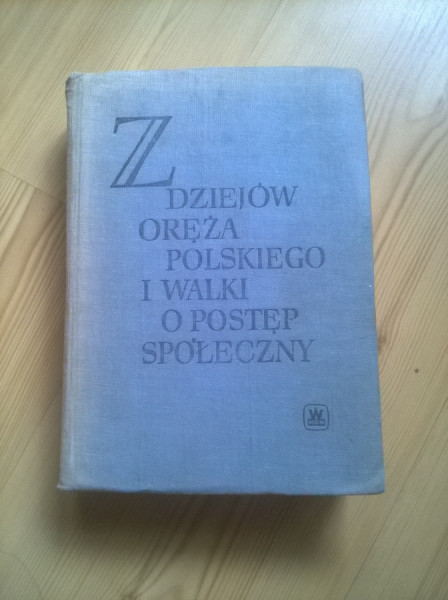 Z
DZIEJÓW
ORĘŻA
POLSKIEGO
I WALKI
O POSTĘP
SPOŁECZNY
W